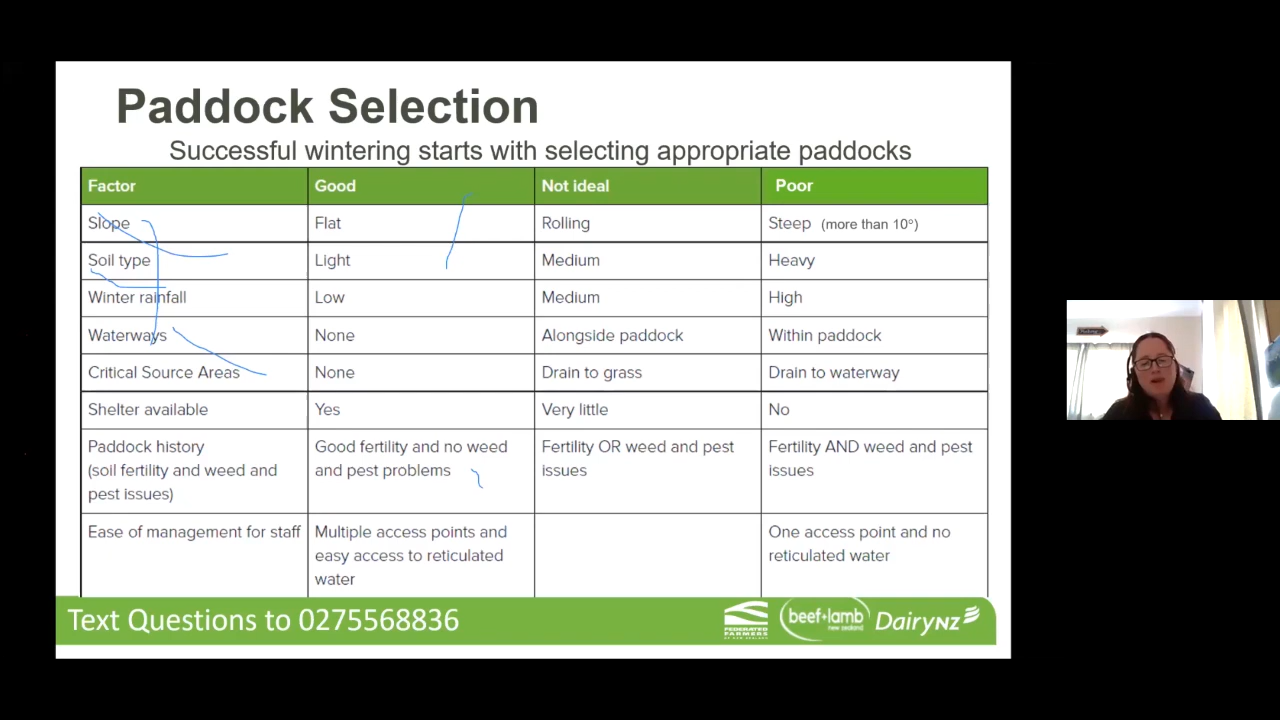 Paddock Selection
Successful wintering starts with selecting appropriate paddocks
Factor Good Not ideal Poor
Slope Flat Rolling Steep (more than 10°)
Soil type Light Medium Heavy
Winter rainfall Low Medium High
Waterways None Alongside paddock Within paddock
Critical Source Areas None Drain to grass Drain to waterway
Shelter available Yes Very little No
Paddock history Good fertility and no weed Fertility OR weed and pest Fertility AND weed and pest
(soil fertility and weed and and pest problems issues issues
pest issues)
Ease of management for staff Multiple access points and One access point and no
easy access to reticulated reticulated water
water
Text Questions to 0275568836
FEDERATED
FARMERS
OF NEW ZEALAND
beef+lamb
new zealand
DairyNZ